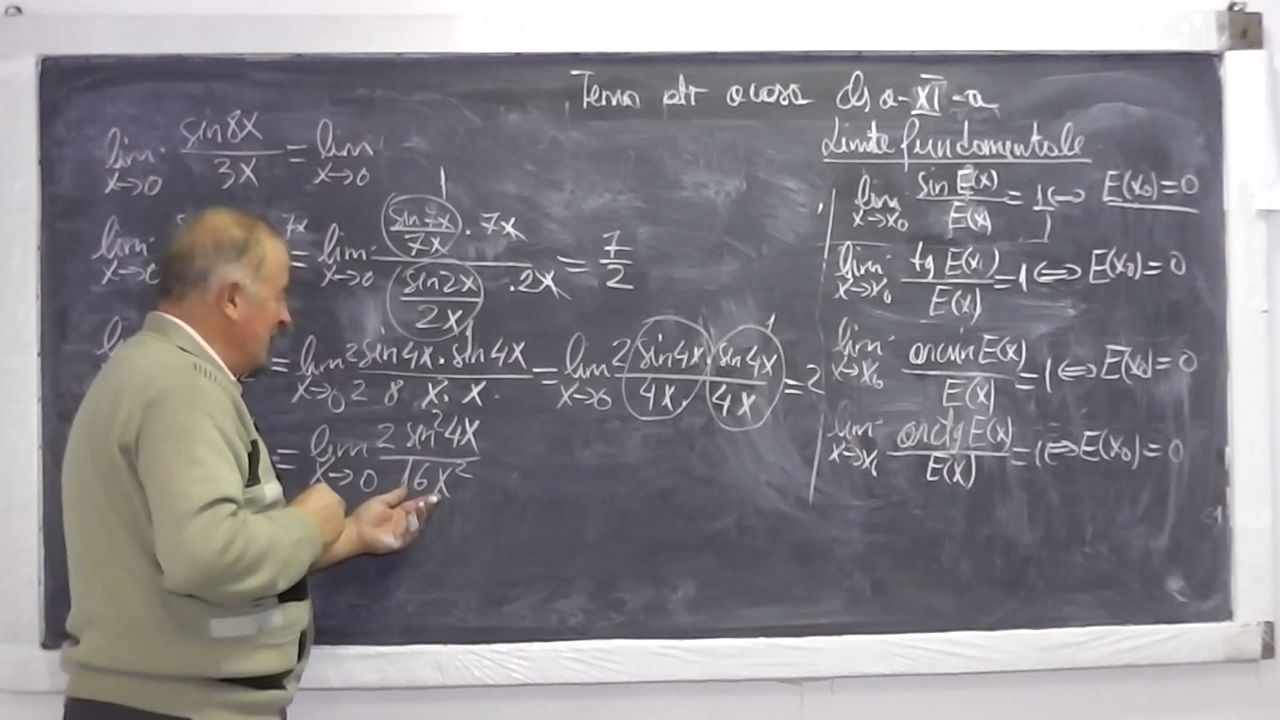 Tema ptr acasa cls a-XI-a
Limite fundamentale
lim x→0 sin8x / 3x = lim x→0
lim x→0 7x = lim x→0 (sin7x / 7x) · 7x / (sin2x / 2x) · 2x = 7/2
1
= lim x→0 2 sin4x · sin4x / 2 8 x · x · = lim x→0 2 sin4x / 4x · sin4x / 4x = 2
1
= lim x→0 2 sin²4x / 16x²
lim x→x₀ sin E(x) / E(x) = 1 ⇔ E(x₀)=0
lim x→x₀ tg E(x) / E(x) = 1 ⇔ E(x₀)=0
lim x→x₀ arcsin E(x) / E(x) = 1 ⇔ E(x₀)=0
lim x→x₀ arctg E(x) / E(x) = 1 ⇔ E(x₀)=0